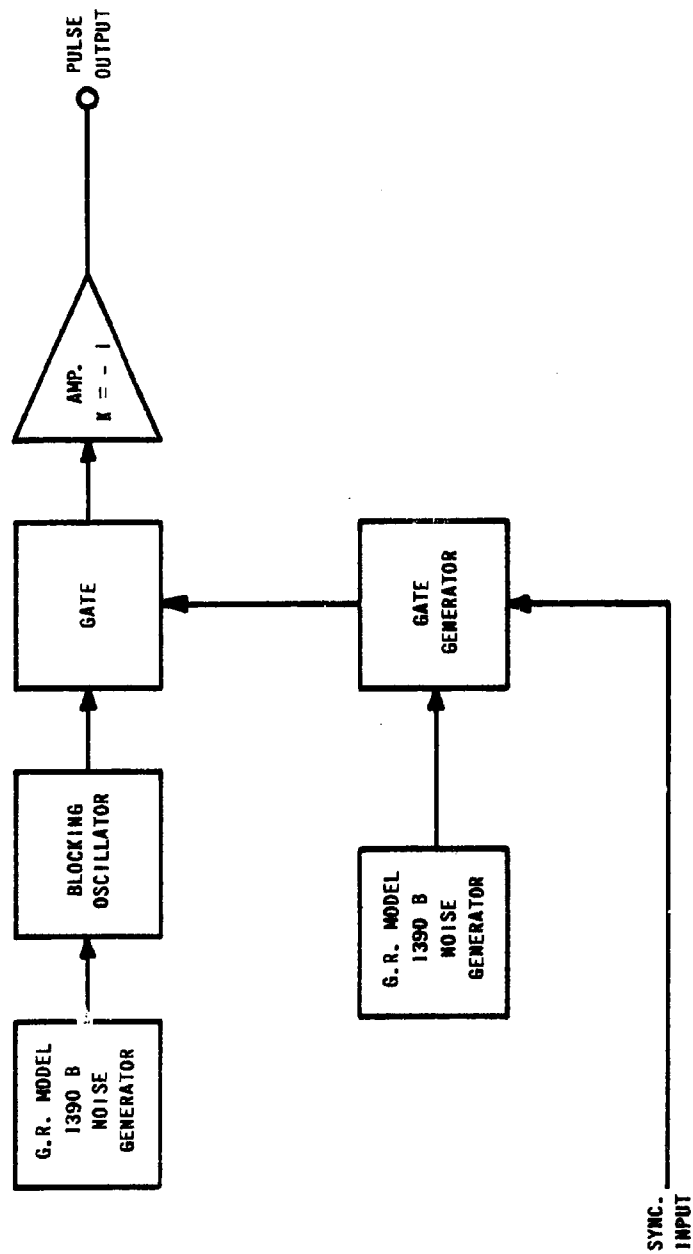 G.R. MODEL
1390 B
NOISE
GENERATOR
BLOCKING
OSCILLATOR
GATE
AMP.
K = - 1
PULSE
OUTPUT
G.R. MODEL
1390 B
NOISE
GENERATOR
GATE
GENERATOR
SYNC.
INPUT